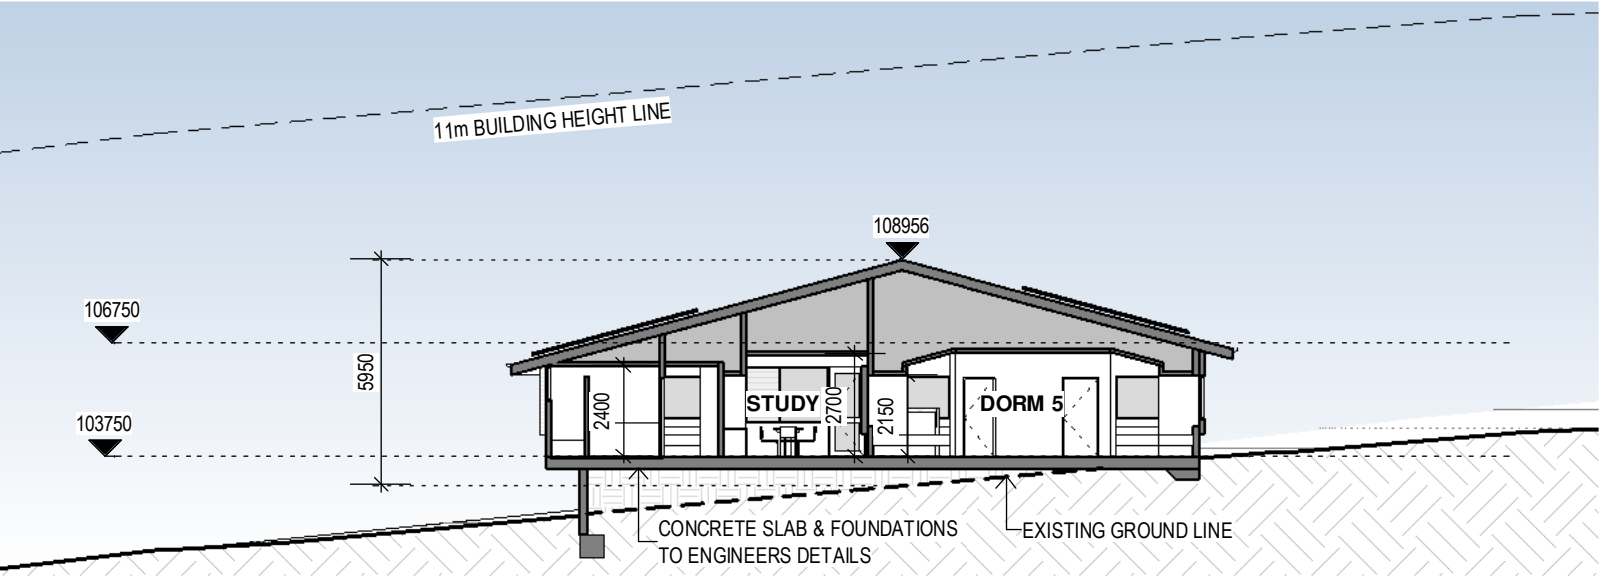 11m BUILDING HEIGHT LINE
108956
106750
5950
103750
2400
STUDY
2700
2150
DORM 5
CONCRETE SLAB & FOUNDATIONS
TO ENGINEERS DETAILS
EXISTING GROUND LINE